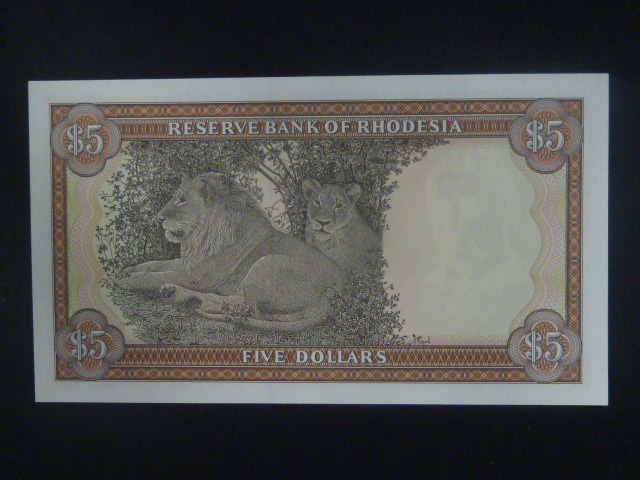 $5 RESERVE BANK OF RHODESIA $5
$5 FIVE DOLLARS $5